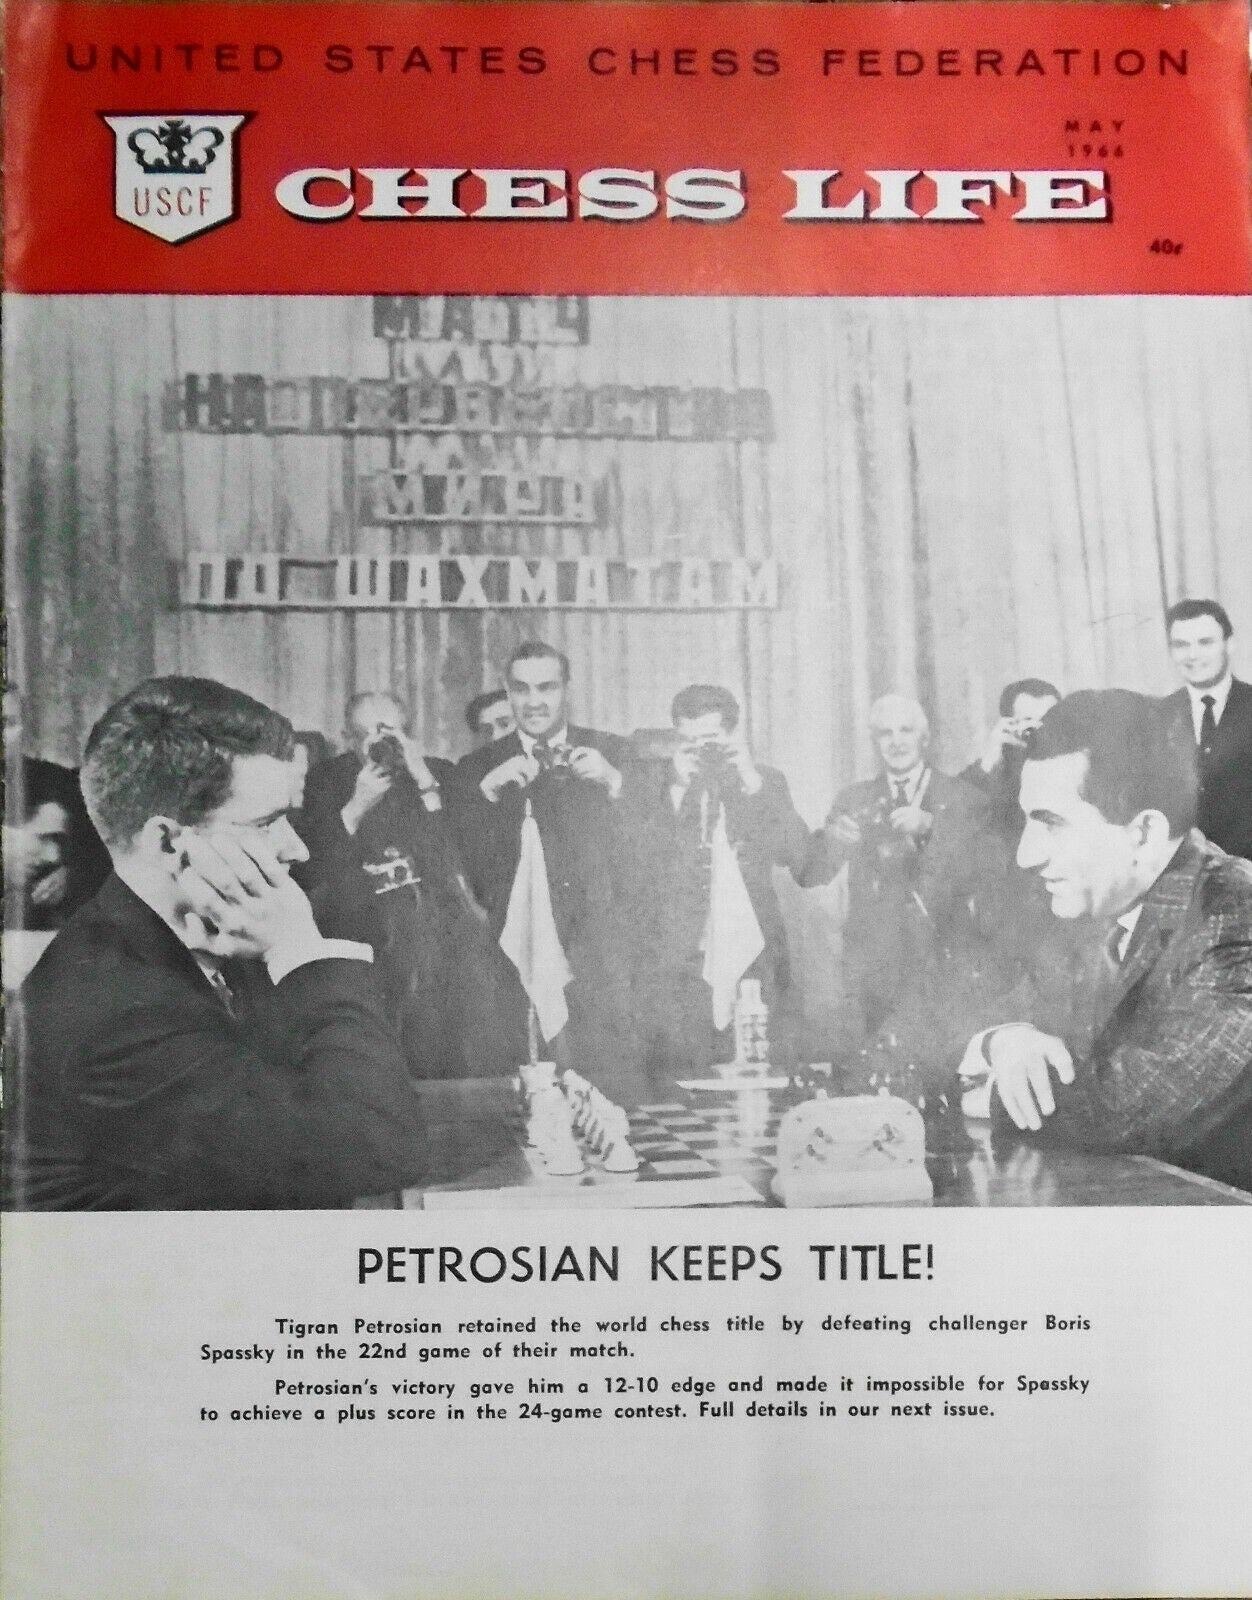 UNITED STATES CHESS FEDERATION
MAY
1966
USCF
CHESS LIFE
40¢
МИРА
ПО ШАХМАТАМ
PETROSIAN KEEPS TITLE!
Tigran Petrosian retained the world chess title by defeating challenger Boris
Spassky in the 22nd game of their match.
Petrosian's victory gave him a 12-10 edge and made it impossible for Spassky
to achieve a plus score in the 24-game contest. Full details in our next issue.